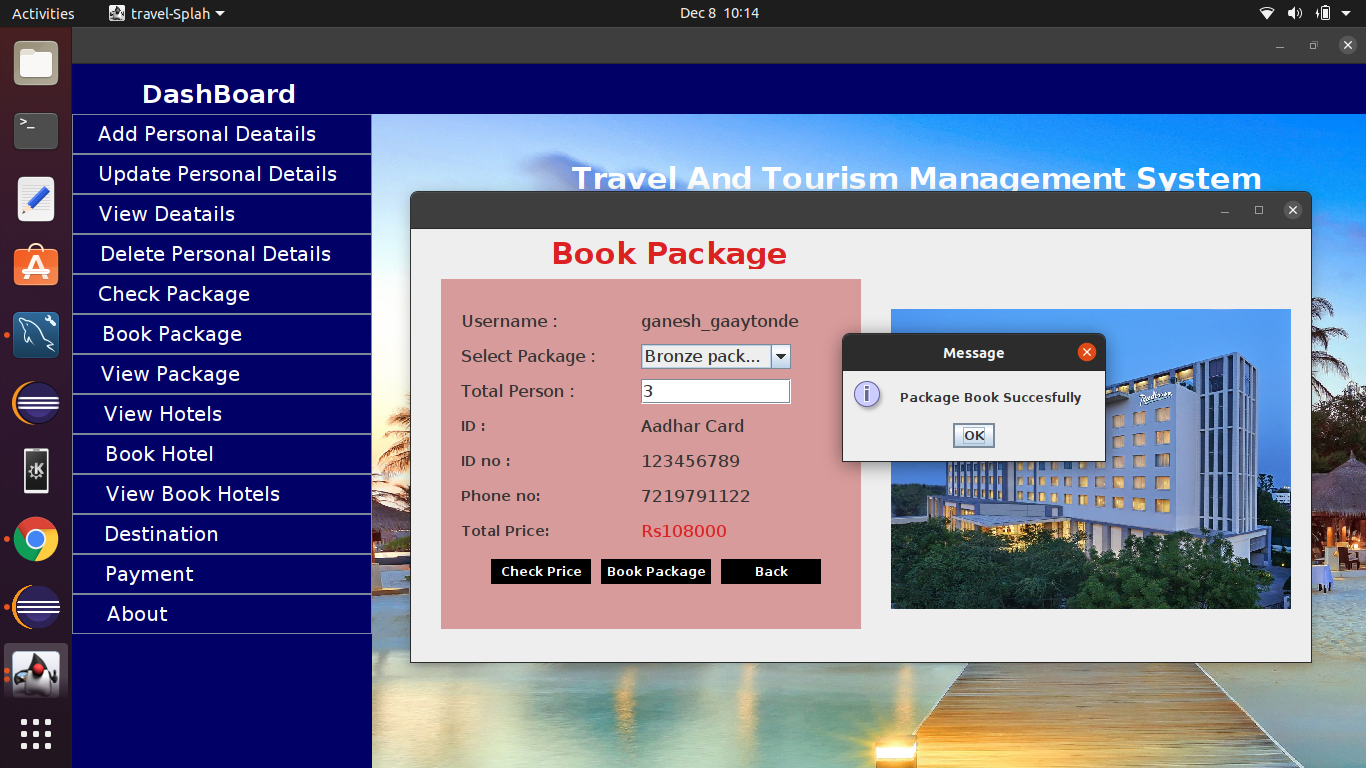 Activities
travel-Splah
Dec 8 10:14
DashBoard
Add Personal Deatails
Update Personal Details
View Deatails
Delete Personal Details
Check Package
Book Package
View Package
View Hotels
Book Hotel
View Book Hotels
Destination
Payment
About
Travel And Tourism Management System
Book Package
Username : ganesh_gaaytonde
Select Package : Bronze pack...
Total Person : 3
ID : Aadhar Card
ID no : 123456789
Phone no: 7219791122
Total Price: Rs108000
Check Price Book Package Back
Message
Package Book Succesfully
OK
Radisson